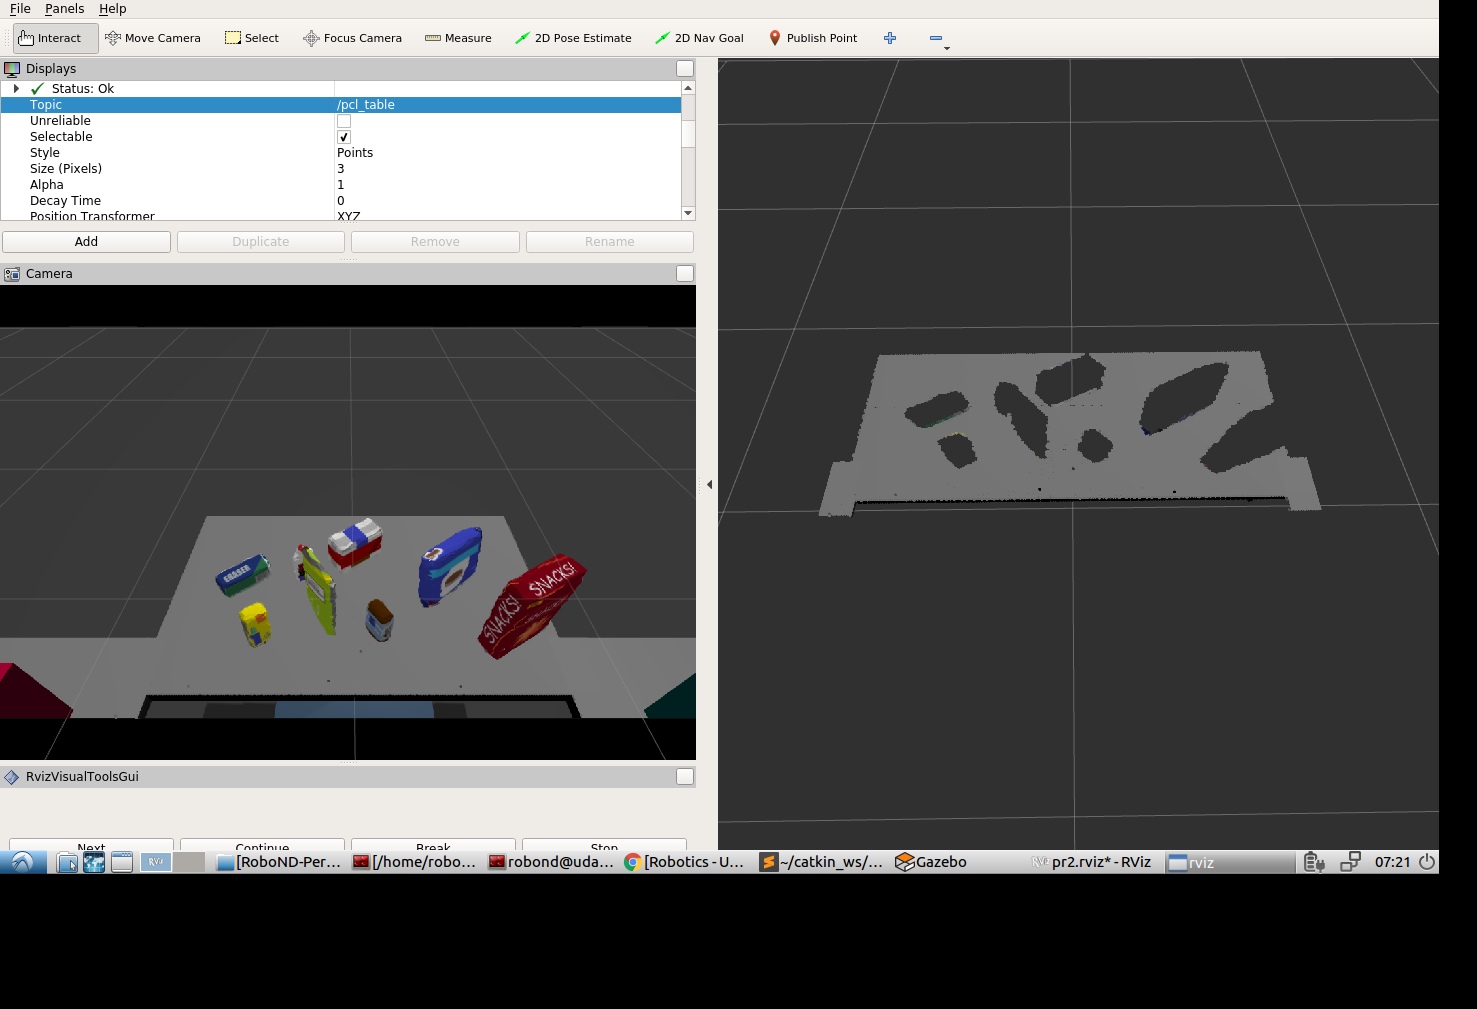 File Panels Help
Interact Move Camera Select Focus Camera Measure 2D Pose Estimate 2D Nav Goal Publish Point
Displays
Status: Ok
Topic /pcl_table
Unreliable
Selectable
Style Points
Size (Pixels) 3
Alpha 1
Decay Time 0
Position Transformer XYZ
Add Duplicate Remove Rename
Camera
ERASER
SNACKS!
SNACKS!
RvizVisualToolsGui
Next Continue Break Stop
RViz [RoboND-Per... [/home/robo... robond@uda... [Robotics - U... ~/catkin_ws/... Gazebo RViz pr2.rviz* - RViz rviz 07:21